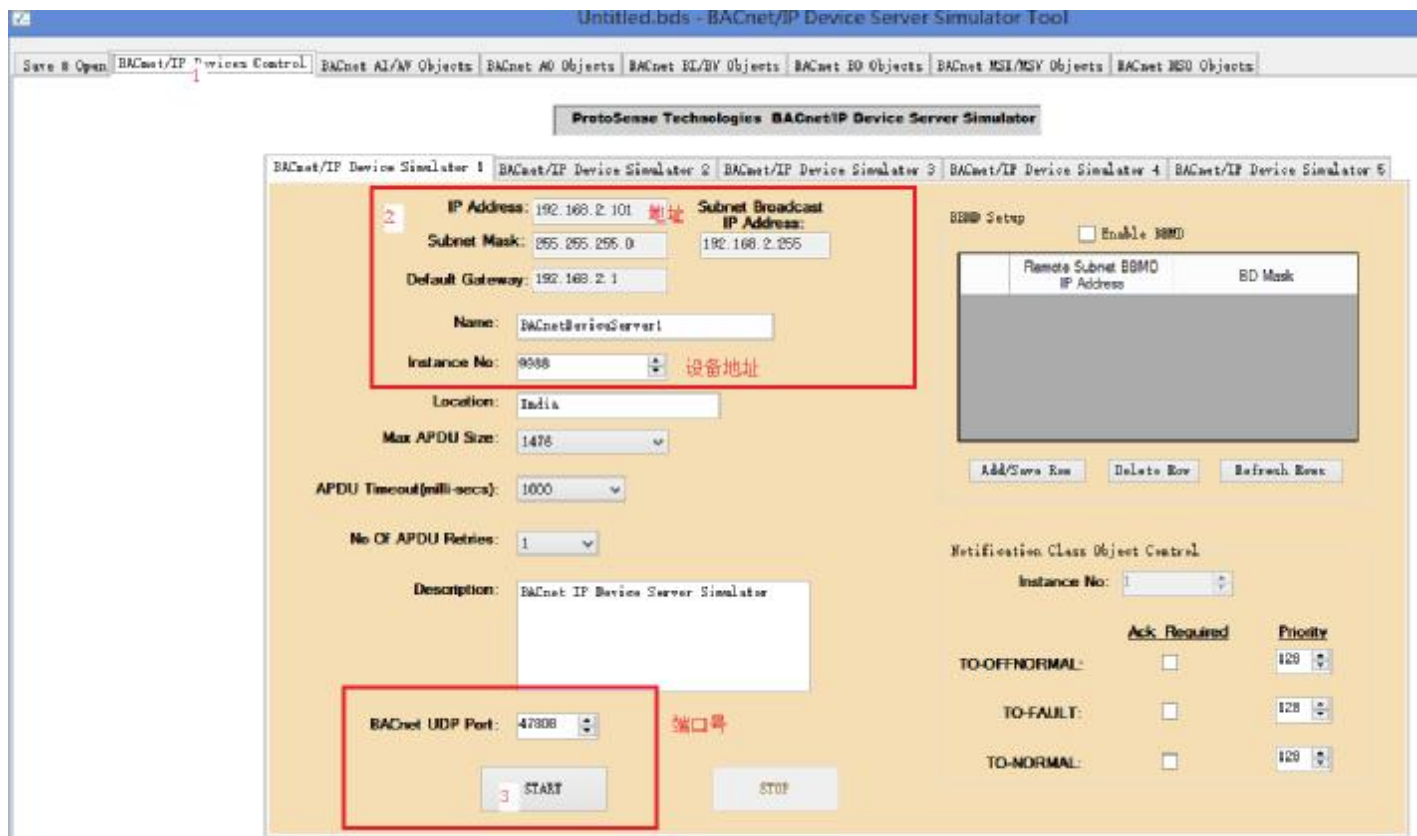 Untitled.bds - BACnet/IP Device Server Simulator Tool
Save & Open BACnet/IP Devices Control BACnet AI/AV Objects BACnet AO Objects BACnet BI/BV Objects BACnet BO Objects BACnet MSI/MSV Objects BACnet MSO Objects
1
ProtoSense Technologies BACnet/IP Device Server Simulator
BACnet/IP Device Simulator 1 BACnet/IP Device Simulator 2 BACnet/IP Device Simulator 3 BACnet/IP Device Simulator 4 BACnet/IP Device Simulator 5
2
IP Address: 192.168.2.101 地址
Subnet Broadcast
IP Address:
192.168.2.255
Subnet Mask: 255.255.255.0
Default Gateway: 192.168.2.1
Name: BACnetDeviceServer1
Instance No: 9988 设备地址
Location: India
Max APDU Size: 1476
APDU Timeout(milli-secs): 1000
No Of APDU Retries: 1
Description: BACnet IP Device Server Simulator
BACnet UDP Port: 47808 端口号
3 START
STOP
BBMD Setup
Enable BBMD
Remote Subnet BBMD
IP Address
BD Mask
Add/Save Row Delete Row Refresh Rows
Notification Class Object Control
Instance No: 1
Ack_Required Priority
TO-OFFNORMAL: 128
TO-FAULT: 128
TO-NORMAL: 128